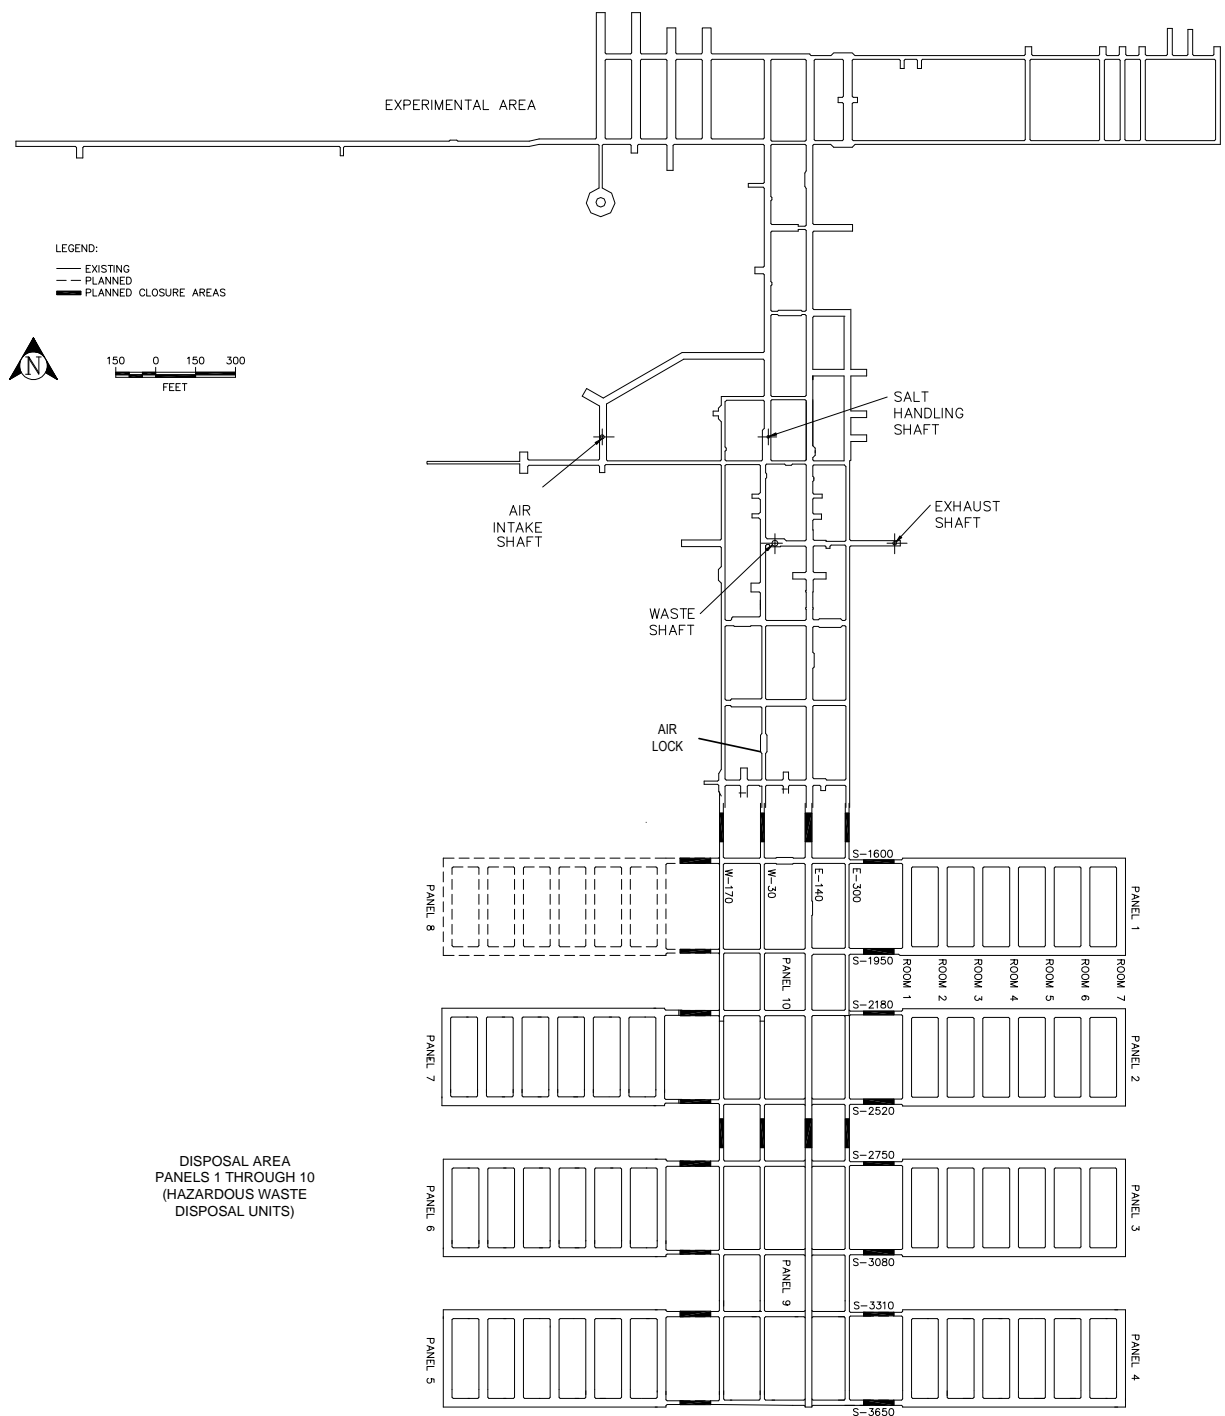 EXPERIMENTAL AREA
LEGEND:
EXISTING
PLANNED
PLANNED CLOSURE AREAS
N
150 0 150 300
FEET
SALT
HANDLING
SHAFT
AIR
INTAKE
SHAFT
EXHAUST
SHAFT
WASTE
SHAFT
AIR
LOCK
S-1600
W-170
W-30
E-140
E-300
PANEL 8
PANEL 1
S-1950
PANEL 10
ROOM 1
ROOM 2
ROOM 3
ROOM 4
ROOM 5
ROOM 6
ROOM 7
S-2180
PANEL 7
PANEL 2
S-2520
DISPOSAL AREA
PANELS 1 THROUGH 10
(HAZARDOUS WASTE
DISPOSAL UNITS)
S-2750
PANEL 6
PANEL 3
S-3080
PANEL 9
S-3310
PANEL 5
PANEL 4
S-3650